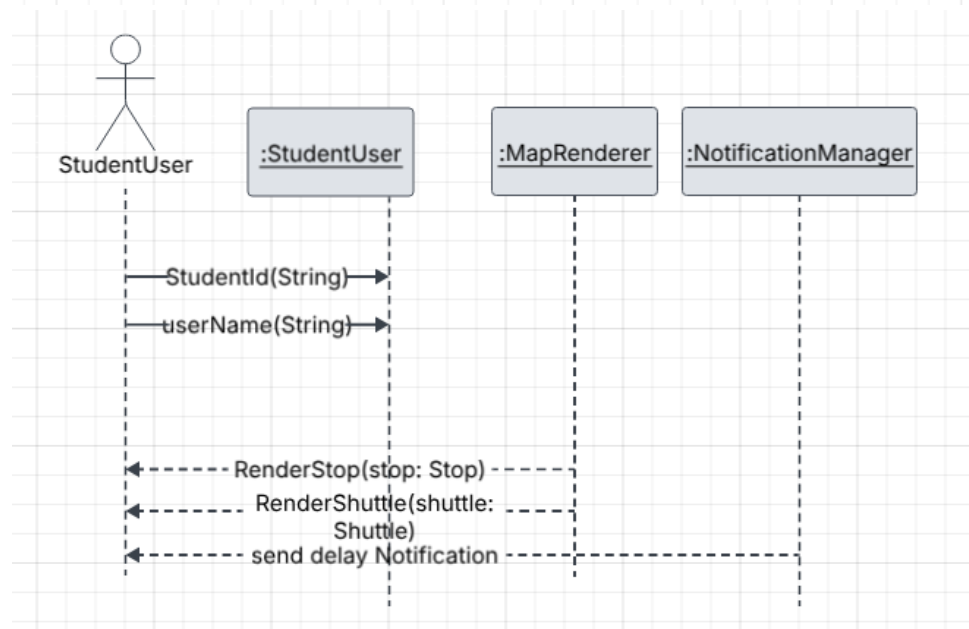 StudentUser
:StudentUser
:MapRenderer
:NotificationManager
StudentId(String)
userName(String)
RenderStop(stop: Stop)
RenderShuttle(shuttle:
Shuttle)
send delay Notification